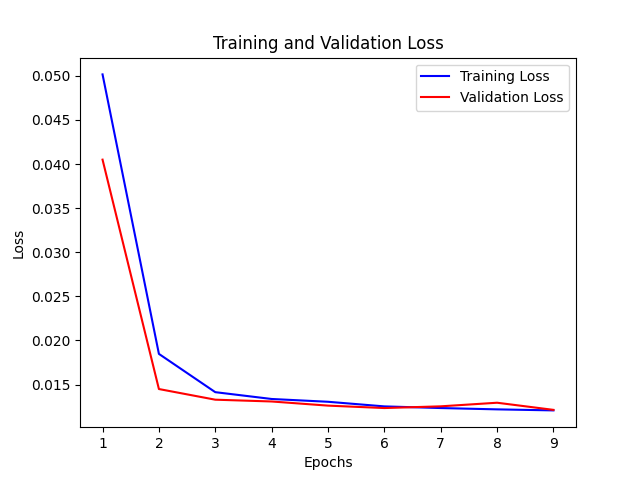 Training and Validation Loss
Training Loss
Validation Loss
0.050
0.045
0.040
0.035
0.030
0.025
0.020
0.015
Loss
1 2 3 4 5 6 7 8 9
Epochs